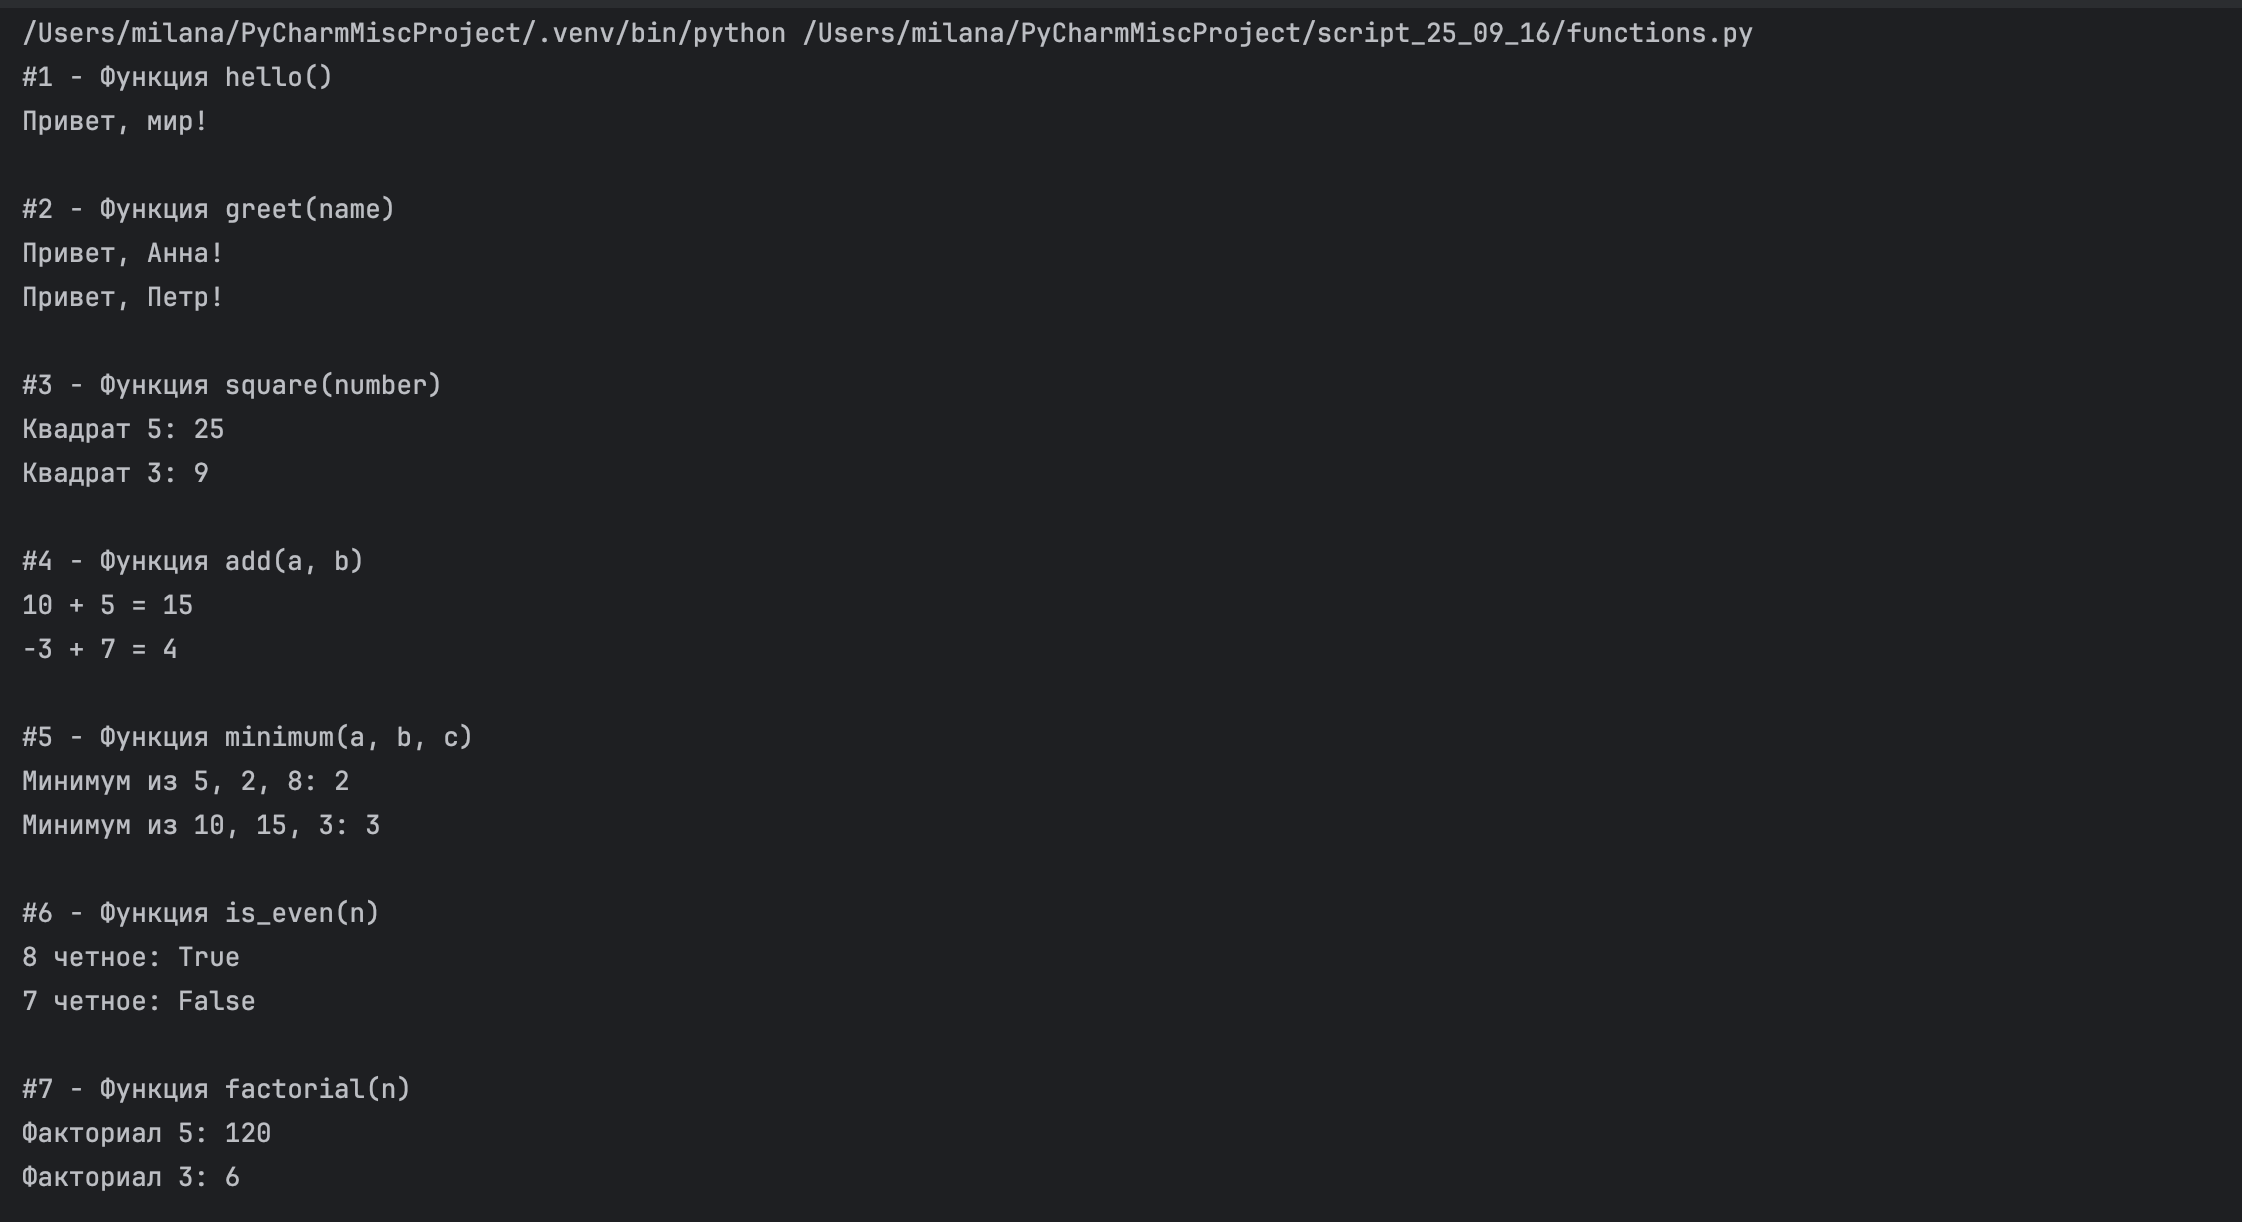 /Users/milana/PyCharmMiscProject/.venv/bin/python /Users/milana/PyCharmMiscProject/script_25_09_16/functions.py
#1 - Функция hello()
Привет, мир!
#2 - Функция greet(name)
Привет, Анна!
Привет, Петр!
#3 - Функция square(number)
Квадрат 5: 25
Квадрат 3: 9
#4 - Функция add(a, b)
10 + 5 = 15
-3 + 7 = 4
#5 - Функция minimum(a, b, c)
Минимум из 5, 2, 8: 2
Минимум из 10, 15, 3: 3
#6 - Функция is_even(n)
8 четное: True
7 четное: False
#7 - Функция factorial(n)
Факториал 5: 120
Факториал 3: 6